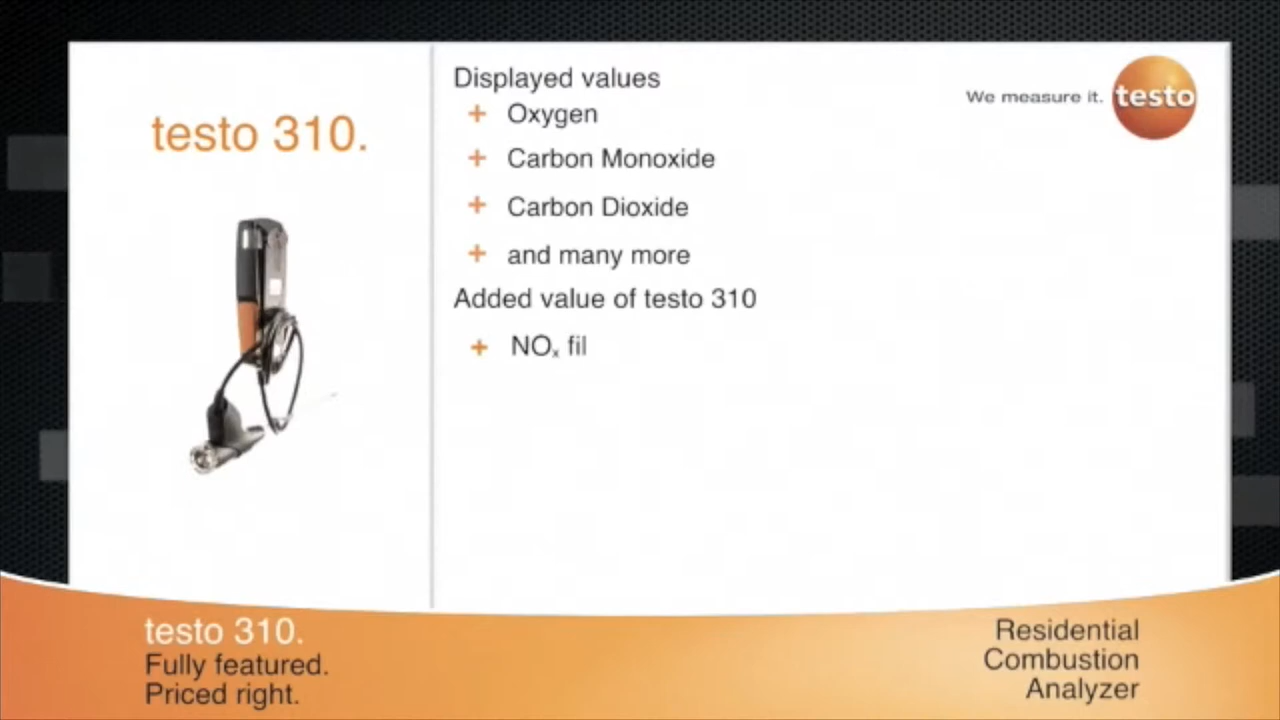 testo 310.
Displayed values
+ Oxygen
+ Carbon Monoxide
+ Carbon Dioxide
+ and many more
Added value of testo 310
+ NOₓ fil
We measure it. testo
testo 310.
Fully featured.
Priced right.
Residential
Combustion
Analyzer